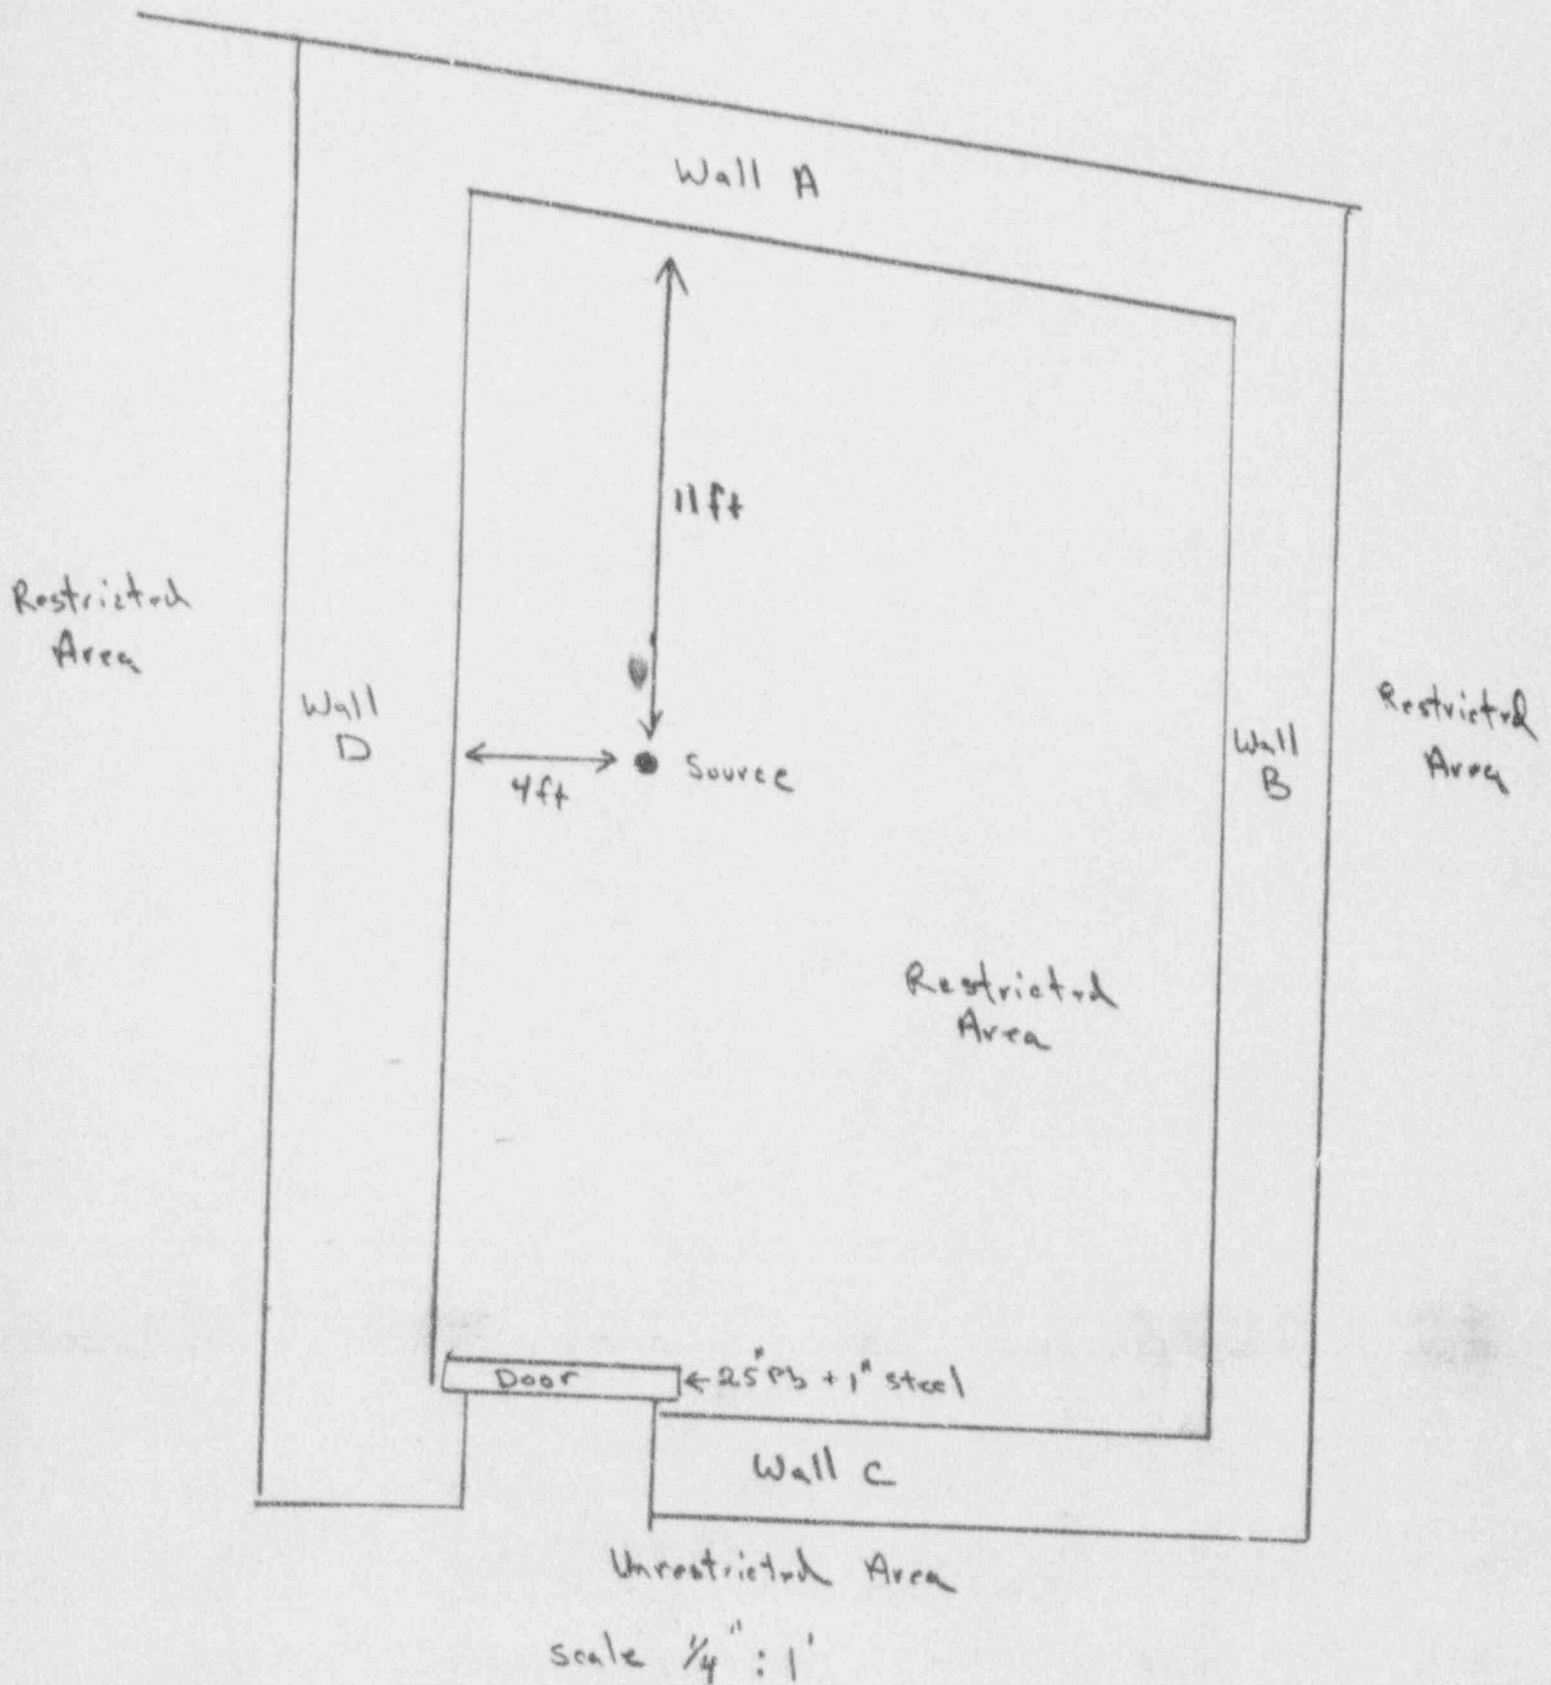 Wall A
11ft
Restricted
Area
Wall
D
4ft
Source
Wall
B
Restricted
Area
Restricted
Area
Door
← 25" Pb + 1" steel
Wall C
Unrestricted Area
scale 1/4" : 1'